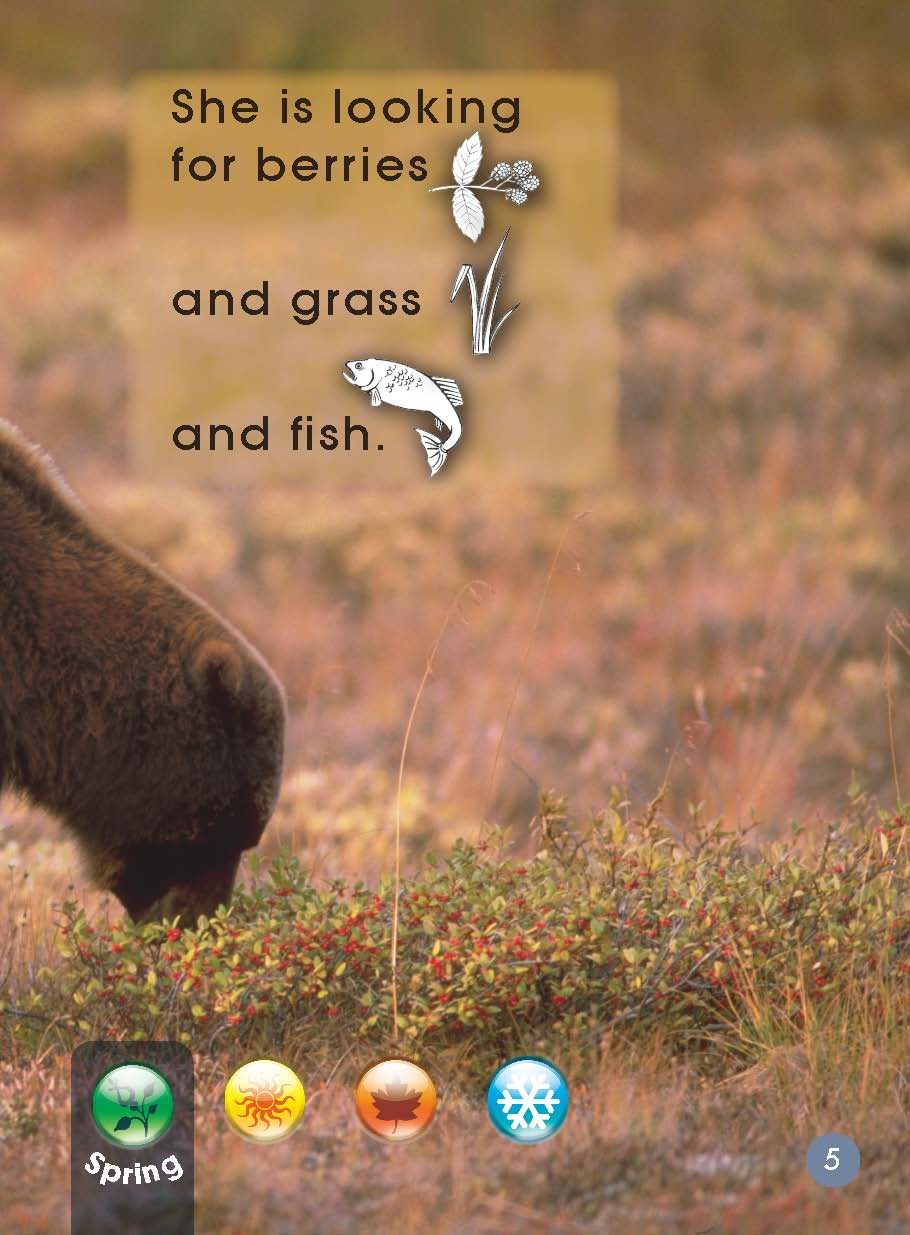 She is looking
for berries
and grass
and fish.
Spring
5